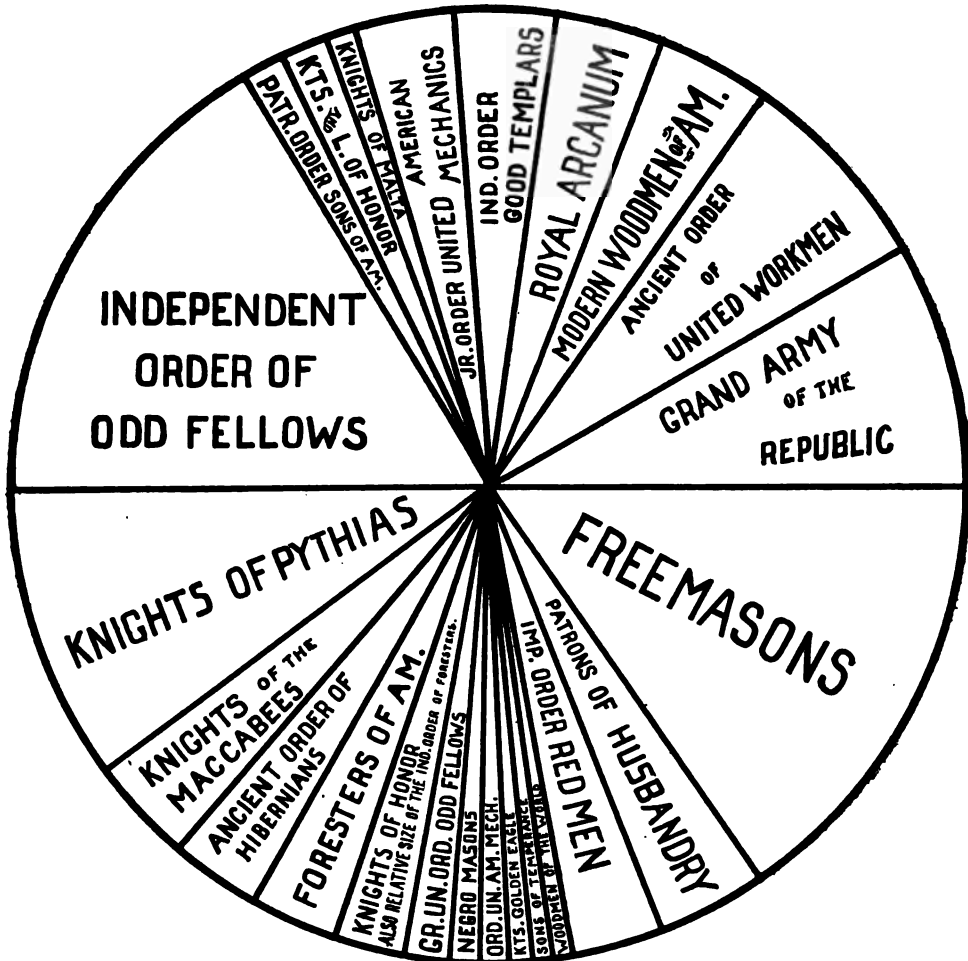 INDEPENDENT
ORDER OF
ODD FELLOWS
PATR. ORDER SONS OF AM.
KTS. & L. OF HONOR
KNIGHTS OF MALTA
JR. ORDER UNITED AMERICAN
MECHANICS
IND. ORDER
GOOD TEMPLARS
ROYAL ARCANUM
MODERN WOODMEN OF AM.
ANCIENT ORDER
OF
UNITED WORKMEN
GRAND ARMY
OF THE
REPUBLIC
FREEMASONS
PATRONS OF HUSBANDRY
IMP. ORDER RED MEN
WOODMEN OF THE WORLD
SONS OF TEMPERANCE
KTS. GOLDEN EAGLE
ORD. UN. AM. MECH.
NEGRO MASONS
GR. UN. ORD. ODD FELLOWS
KNIGHTS OF HONOR
ALSO RELATIVE SIZE OF THE IND. ORDER OF FORESTERS.
FORESTERS OF AM.
ANCIENT ORDER OF
HIBERNIANS
KNIGHTS OF THE
MACCABEES
KNIGHTS OF PYTHIAS